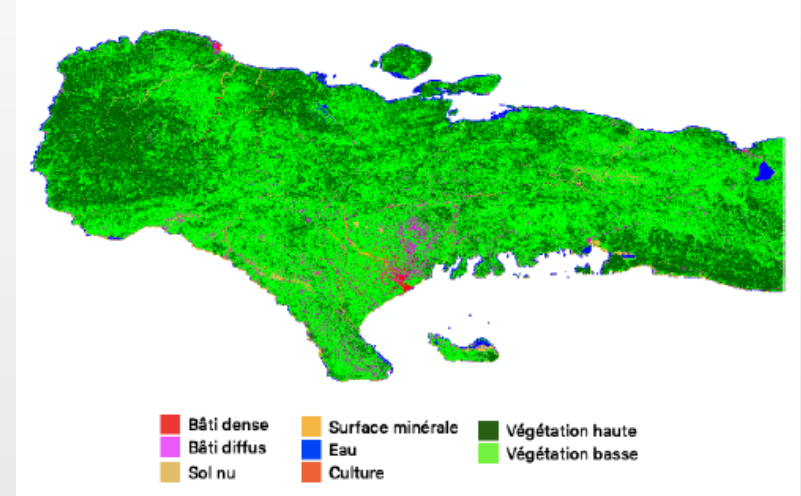 Bâti dense
Bâti diffus
Sol nu
Surface minérale
Eau
Culture
Végétation haute
Végétation basse